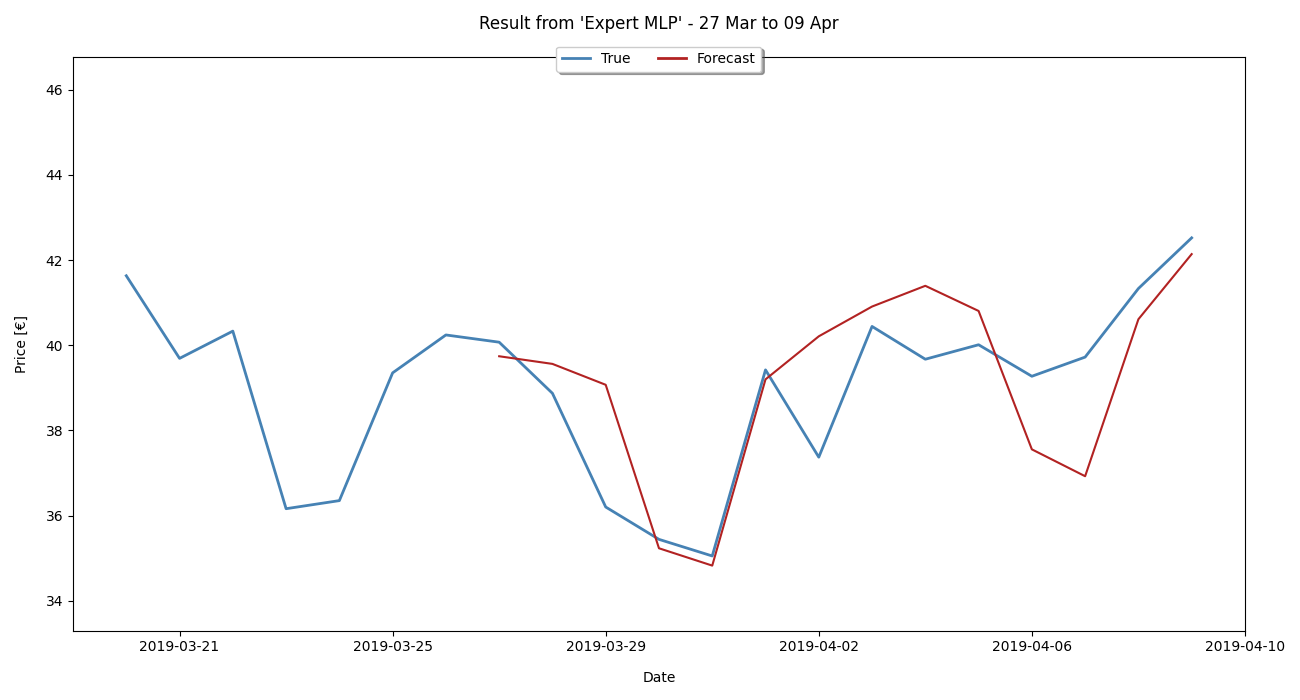 Result from 'Expert MLP' - 27 Mar to 09 Apr
True Forecast
46
44
42
40
38
36
34
Price [€]
2019-03-21 2019-03-25 2019-03-29 2019-04-02 2019-04-06 2019-04-10
Date